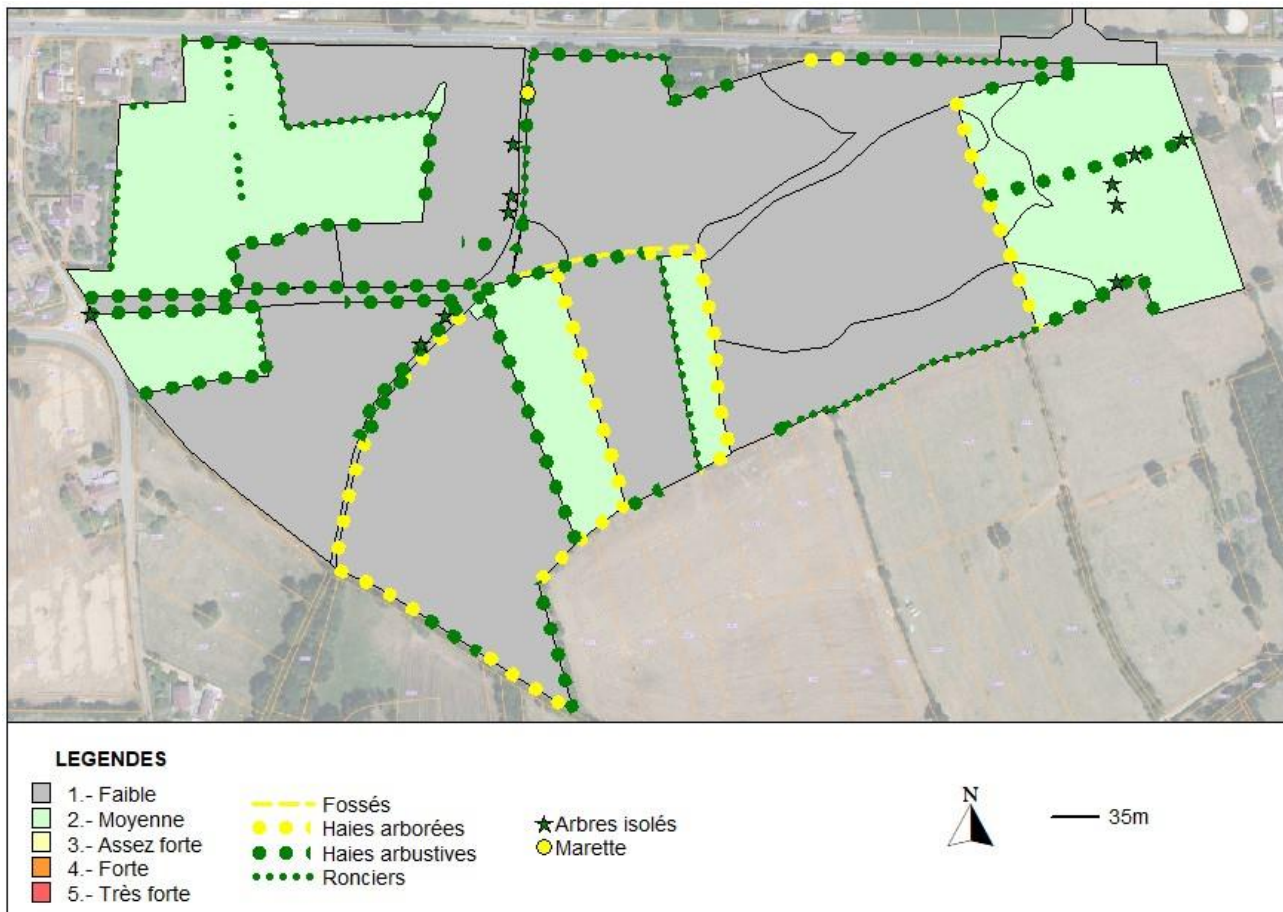 LEGENDES
1.- Faible
2.- Moyenne
3.- Assez forte
4.- Forte
5.- Très forte
Fossés
Haies arborées
Haies arbustives
Ronciers
Arbres isolés
Marette
N
35m